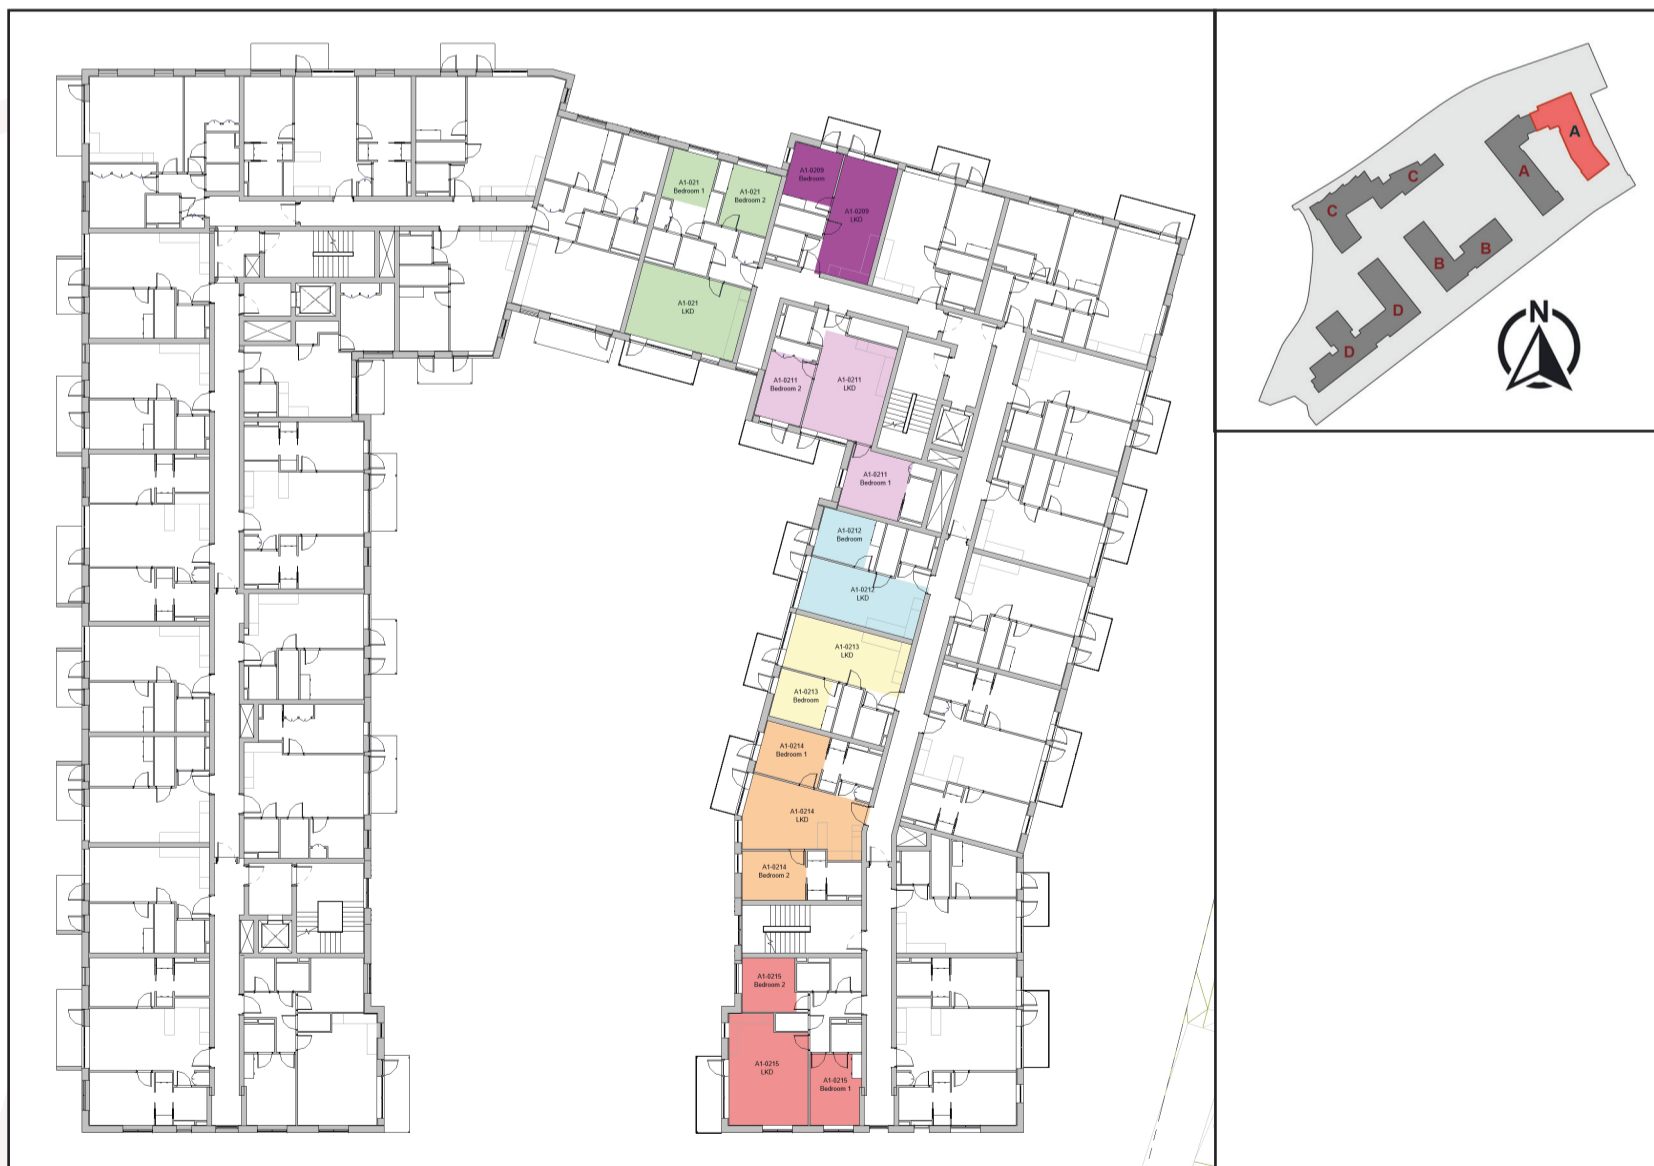 A1-021
Bedroom 1
A1-021
Bedroom 2
A1-0209
Bedroom
A1-0209
LKD
A1-021
LKD
A1-0211
Bedroom 2
A1-0211
LKD
A1-0211
Bedroom 1
A1-0212
Bedroom
A1-0212
LKD
A1-0213
LKD
A1-0213
Bedroom
A1-0214
Bedroom 1
A1-0214
LKD
A1-0214
Bedroom 2
A1-0215
Bedroom 2
A1-0215
LKD
A1-0215
Bedroom 1
A
A
C
C
B
B
D
D
N